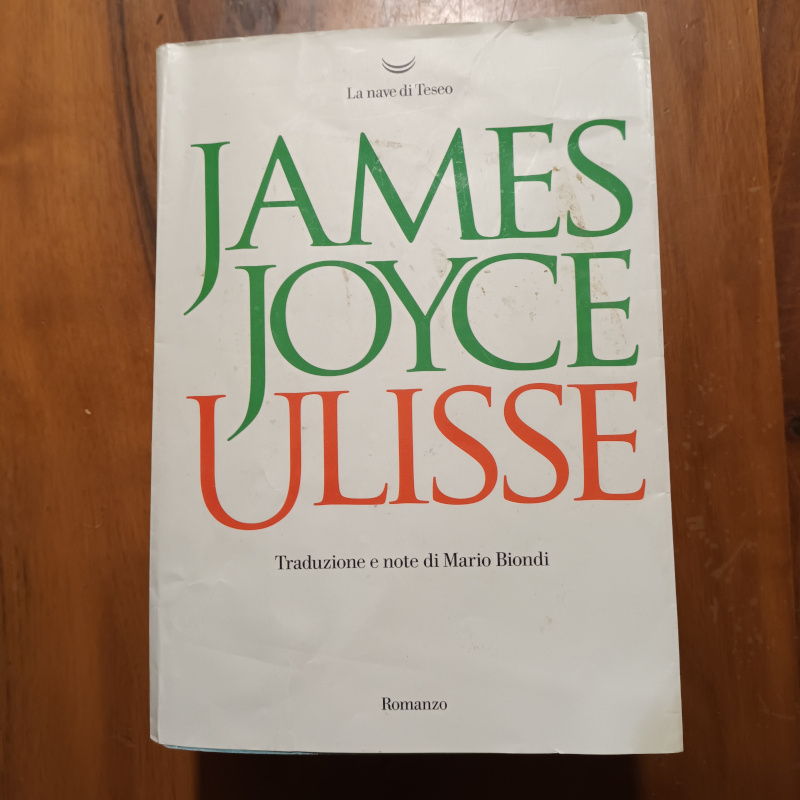 La nave di Teseo
JAMES
JOYCE
ULISSE
Traduzione e note di Mario Biondi
Romanzo